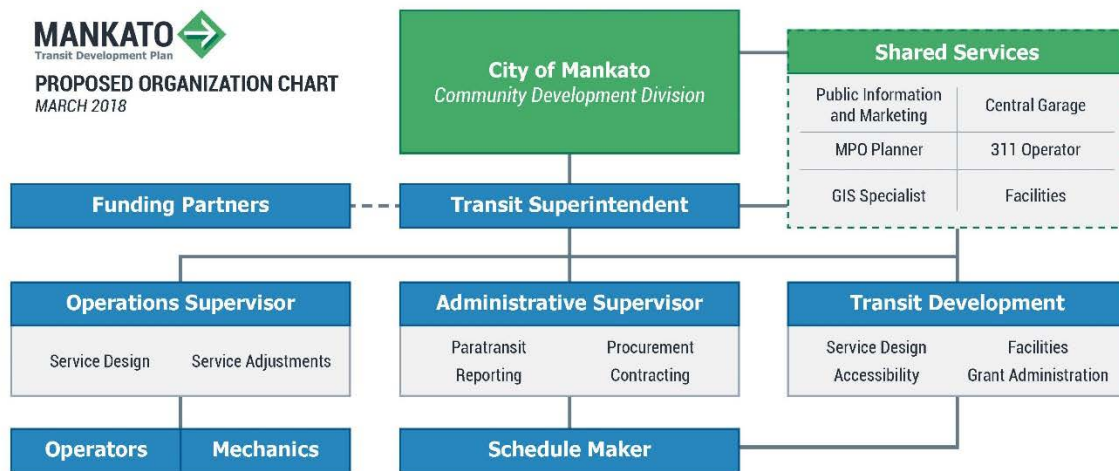 MANKATO
Transit Development Plan
PROPOSED ORGANIZATION CHART
MARCH 2018
City of Mankato
Community Development Division
Shared Services
Public Information
and Marketing
Central Garage
MPO Planner
311 Operator
GIS Specialist
Facilities
Funding Partners
Transit Superintendent
Operations Supervisor
Service Design
Service Adjustments
Administrative Supervisor
Paratransit
Procurement
Reporting
Contracting
Transit Development
Service Design
Facilities
Accessibility
Grant Administration
Operators
Mechanics
Schedule Maker